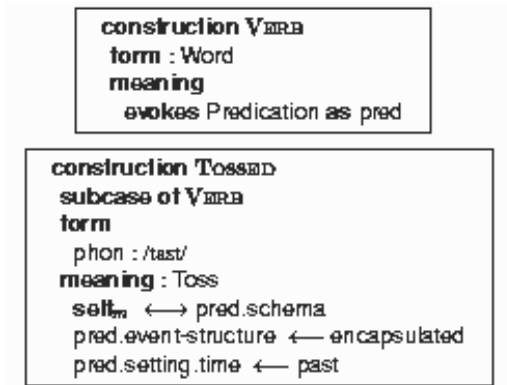 construction VERB
form : Word
meaning
evokes Predication as pred
construction TOSSED
subcase of VERB
form
phon : /tast/
meaning : Toss
selfₘ ⟷ pred.schema
pred.event-structure ⟵ encapsulated
pred.setting.time ⟵ past